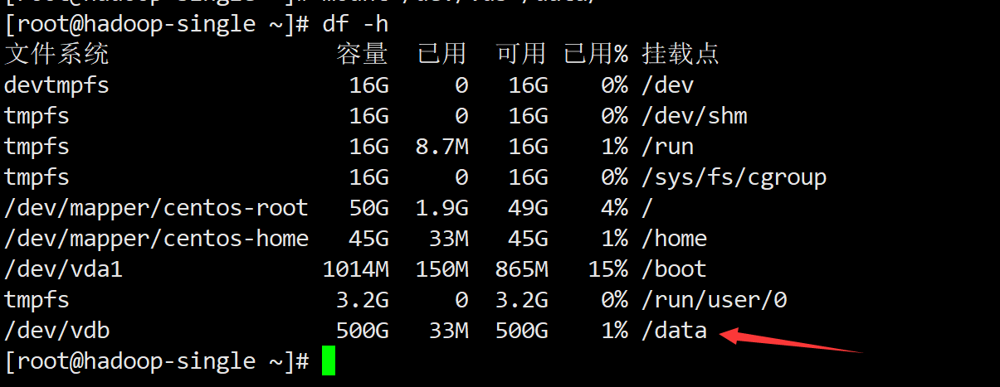 [root@hadoop-single ~]# df -h
文件系统 容量 已用 可用 已用% 挂载点
devtmpfs 16G 0 16G 0% /dev
tmpfs 16G 0 16G 0% /dev/shm
tmpfs 16G 8.7M 16G 1% /run
tmpfs 16G 0 16G 0% /sys/fs/cgroup
/dev/mapper/centos-root 50G 1.9G 49G 4% /
/dev/mapper/centos-home 45G 33M 45G 1% /home
/dev/vda1 1014M 150M 865M 15% /boot
tmpfs 3.2G 0 3.2G 0% /run/user/0
/dev/vdb 500G 33M 500G 1% /data
[root@hadoop-single ~]#